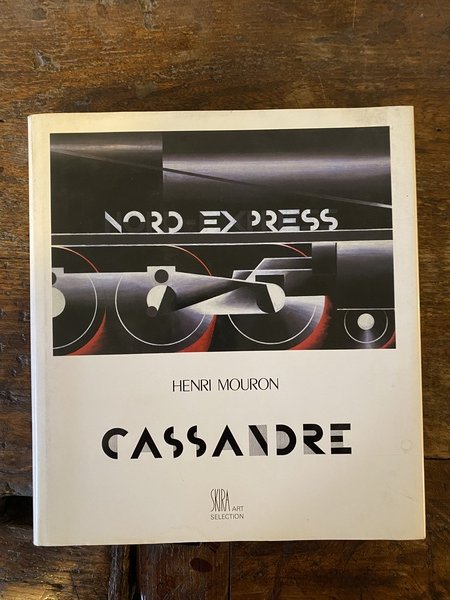 NORD-EXPRESS
HENRI MOURON
CASSANDRE
SKIRA ART
SELECTION